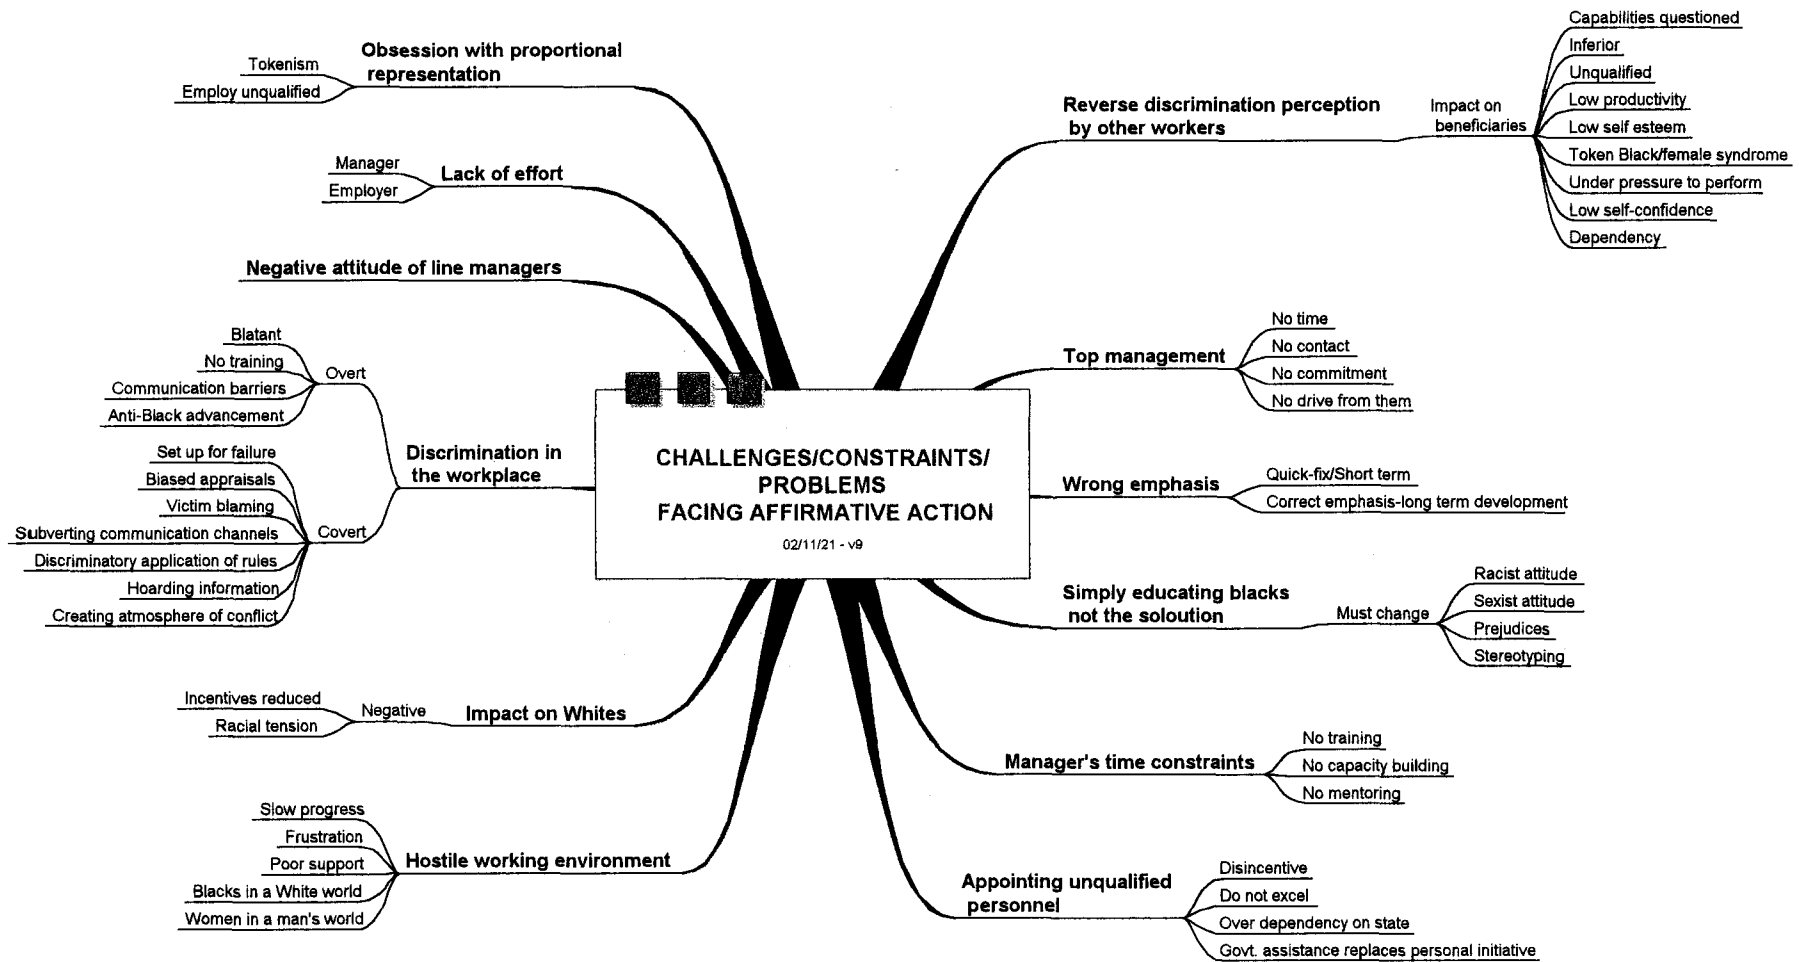 Obsession with proportional
representation
Tokenism
Employ unqualified
Lack of effort
Manager
Employer
Negative attitude of line managers
Discrimination in
the workplace
Overt
Blatant
No training
Communication barriers
Anti-Black advancement
Covert
Set up for failure
Biased appraisals
Victim blaming
Subverting communication channels
Discriminatory application of rules
Hoarding information
Creating atmosphere of conflict
Impact on Whites
Negative
Incentives reduced
Racial tension
Hostile working environment
Slow progress
Frustration
Poor support
Blacks in a White world
Women in a man's world
CHALLENGES/CONSTRAINTS/
PROBLEMS
FACING AFFIRMATIVE ACTION
02/11/21 - v9
Reverse discrimination perception
by other workers
Impact on
beneficiaries
Capabilities questioned
Inferior
Unqualified
Low productivity
Low self esteem
Token Black/female syndrome
Under pressure to perform
Low self-confidence
Dependency
Top management
No time
No contact
No commitment
No drive from them
Wrong emphasis
Quick-fix/Short term
Correct emphasis-long term development
Simply educating blacks
not the soloution
Must change
Racist attitude
Sexist attitude
Prejudices
Stereotyping
Manager's time constraints
No training
No capacity building
No mentoring
Appointing unqualified
personnel
Disincentive
Do not excel
Over dependency on state
Govt. assistance replaces personal initiative